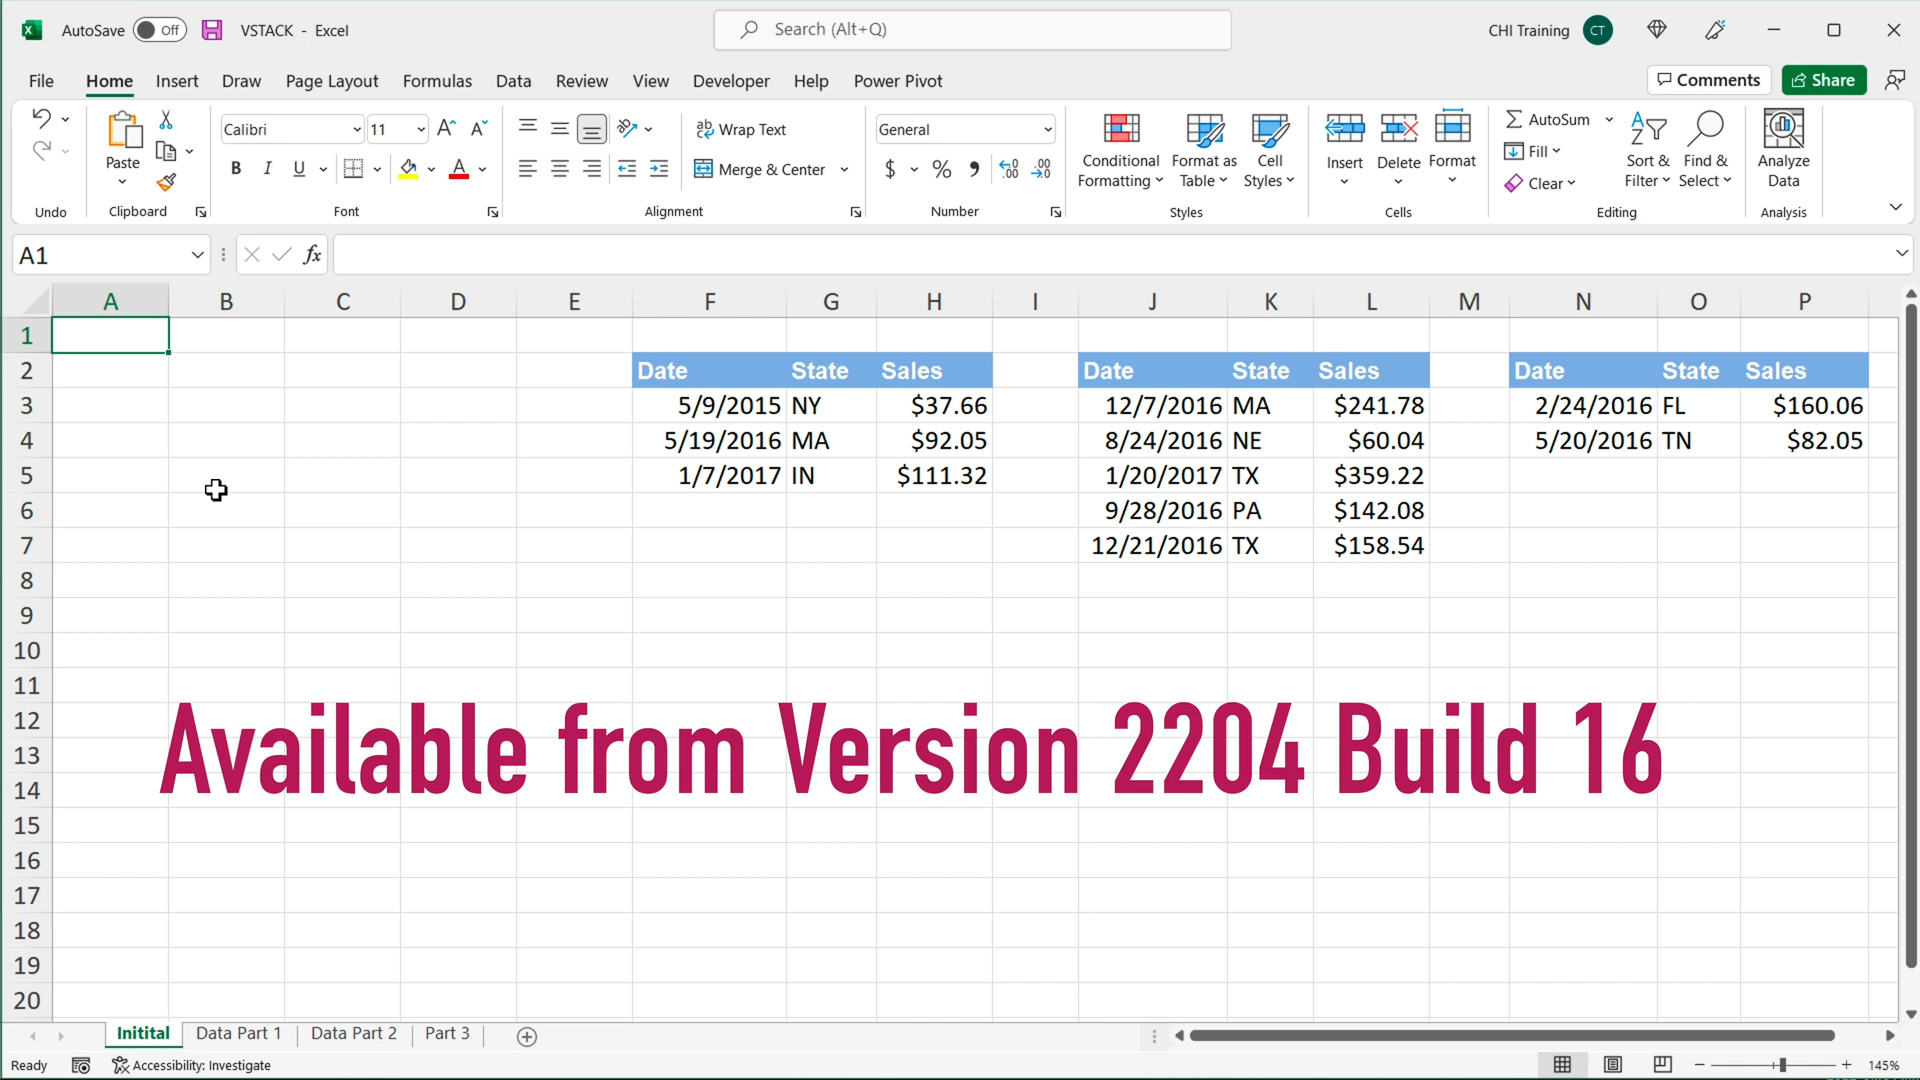 AutoSave Off VSTACK - Excel Search (Alt+Q) CHI Training CT
File Home Insert Draw Page Layout Formulas Data Review View Developer Help Power Pivot Comments Share
Calibri 11 Wrap Text General AutoSum
Paste Conditional Formatting Format as Table Cell Styles Insert Delete Format Fill Sort & Filter Find & Select Analyze Data
B I U A Merge & Center $ % Clear
Undo Clipboard Font Alignment Number Styles Cells Editing Analysis
A1 fx
A B C D E F G H I J K L M N O P
1
2 Date State Sales Date State Sales Date State Sales
3 5/9/2015 NY $37.66 12/7/2016 MA $241.78 2/24/2016 FL $160.06
4 5/19/2016 MA $92.05 8/24/2016 NE $60.04 5/20/2016 TN $82.05
5 1/7/2017 IN $111.32 1/20/2017 TX $359.22
6 9/28/2016 PA $142.08
7 12/21/2016 TX $158.54
8
9
10
11
12
Available from Version 2204 Build 16
13
14
15
16
17
18
19
20
Initital Data Part 1 Data Part 2 Part 3
Ready Accessibility: Investigate 145%